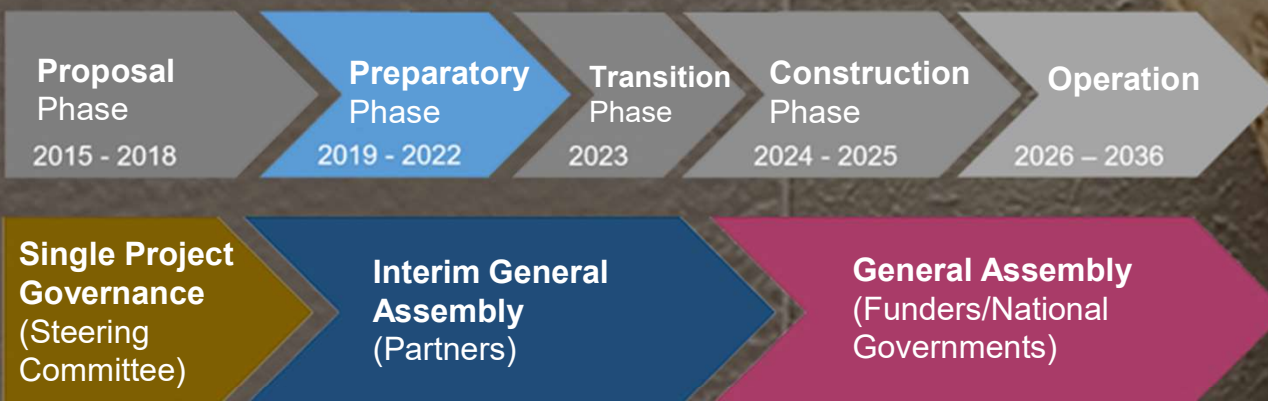 Proposal
Phase
2015 - 2018
Preparatory
Phase
2019 - 2022
Transition
Phase
2023
Construction
Phase
2024 - 2025
Operation
2026 – 2036
Single Project
Governance
(Steering
Committee)
Interim General
Assembly
(Partners)
General Assembly
(Funders/National
Governments)